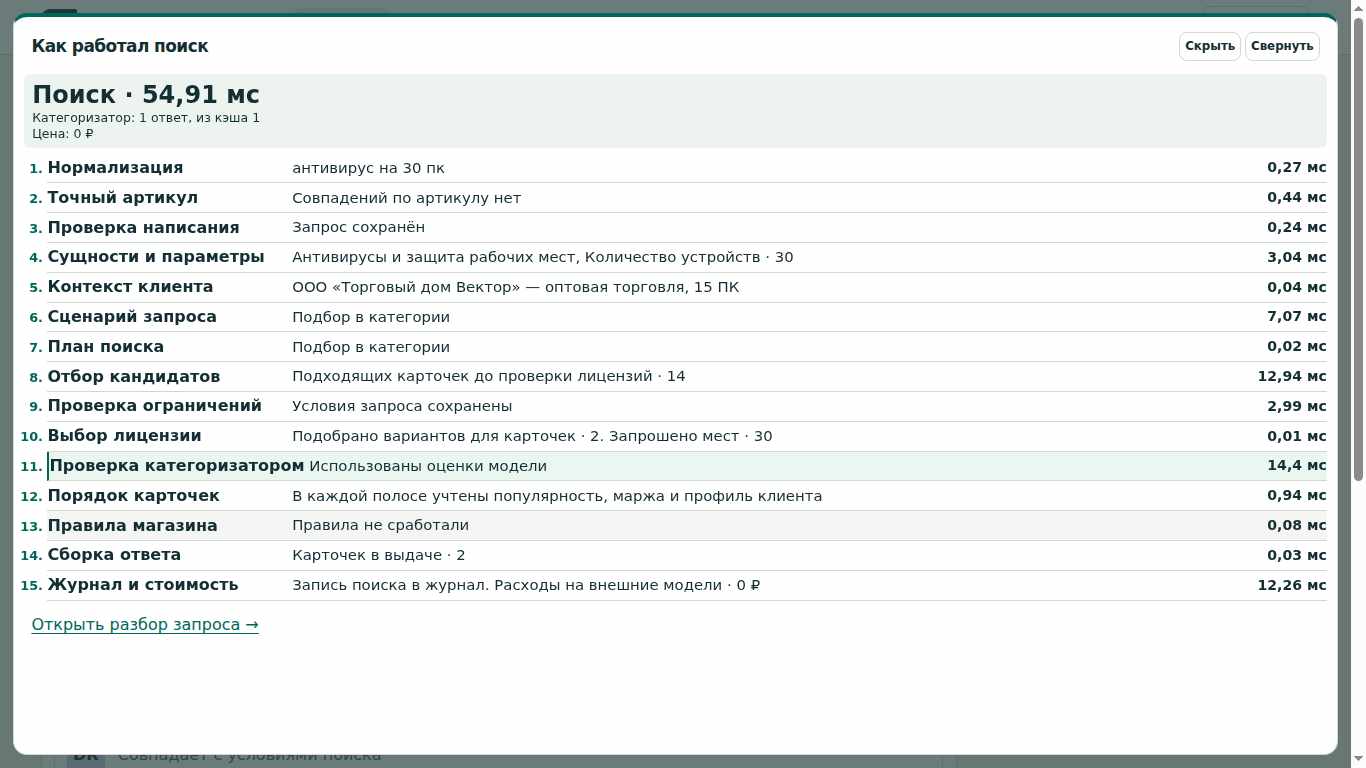 Как работал поиск
Скрыть
Свернуть
Поиск · 54,91 мс
Категоризатор: 1 ответ, из кэша 1
Цена: 0 ₽
1. Нормализация антивирус на 30 пк 0,27 мс
2. Точный артикул Совпадений по артикулу нет 0,44 мс
3. Проверка написания Запрос сохранён 0,24 мс
4. Сущности и параметры Антивирусы и защита рабочих мест, Количество устройств · 30 3,04 мс
5. Контекст клиента ООО «Торговый дом Вектор» — оптовая торговля, 15 ПК 0,04 мс
6. Сценарий запроса Подбор в категории 7,07 мс
7. План поиска Подбор в категории 0,02 мс
8. Отбор кандидатов Подходящих карточек до проверки лицензий · 14 12,94 мс
9. Проверка ограничений Условия запроса сохранены 2,99 мс
10. Выбор лицензии Подобрано вариантов для карточек · 2. Запрошено мест · 30 0,01 мс
11. Проверка категоризатором Использованы оценки модели 14,4 мс
12. Порядок карточек В каждой полосе учтены популярность, маржа и профиль клиента 0,94 мс
13. Правила магазина Правила не сработали 0,08 мс
14. Сборка ответа Карточек в выдаче · 2 0,03 мс
15. Журнал и стоимость Запись поиска в журнал. Расходы на внешние модели · 0 ₽ 12,26 мс
Открыть разбор запроса →
DR Совпадает с условиями поиска